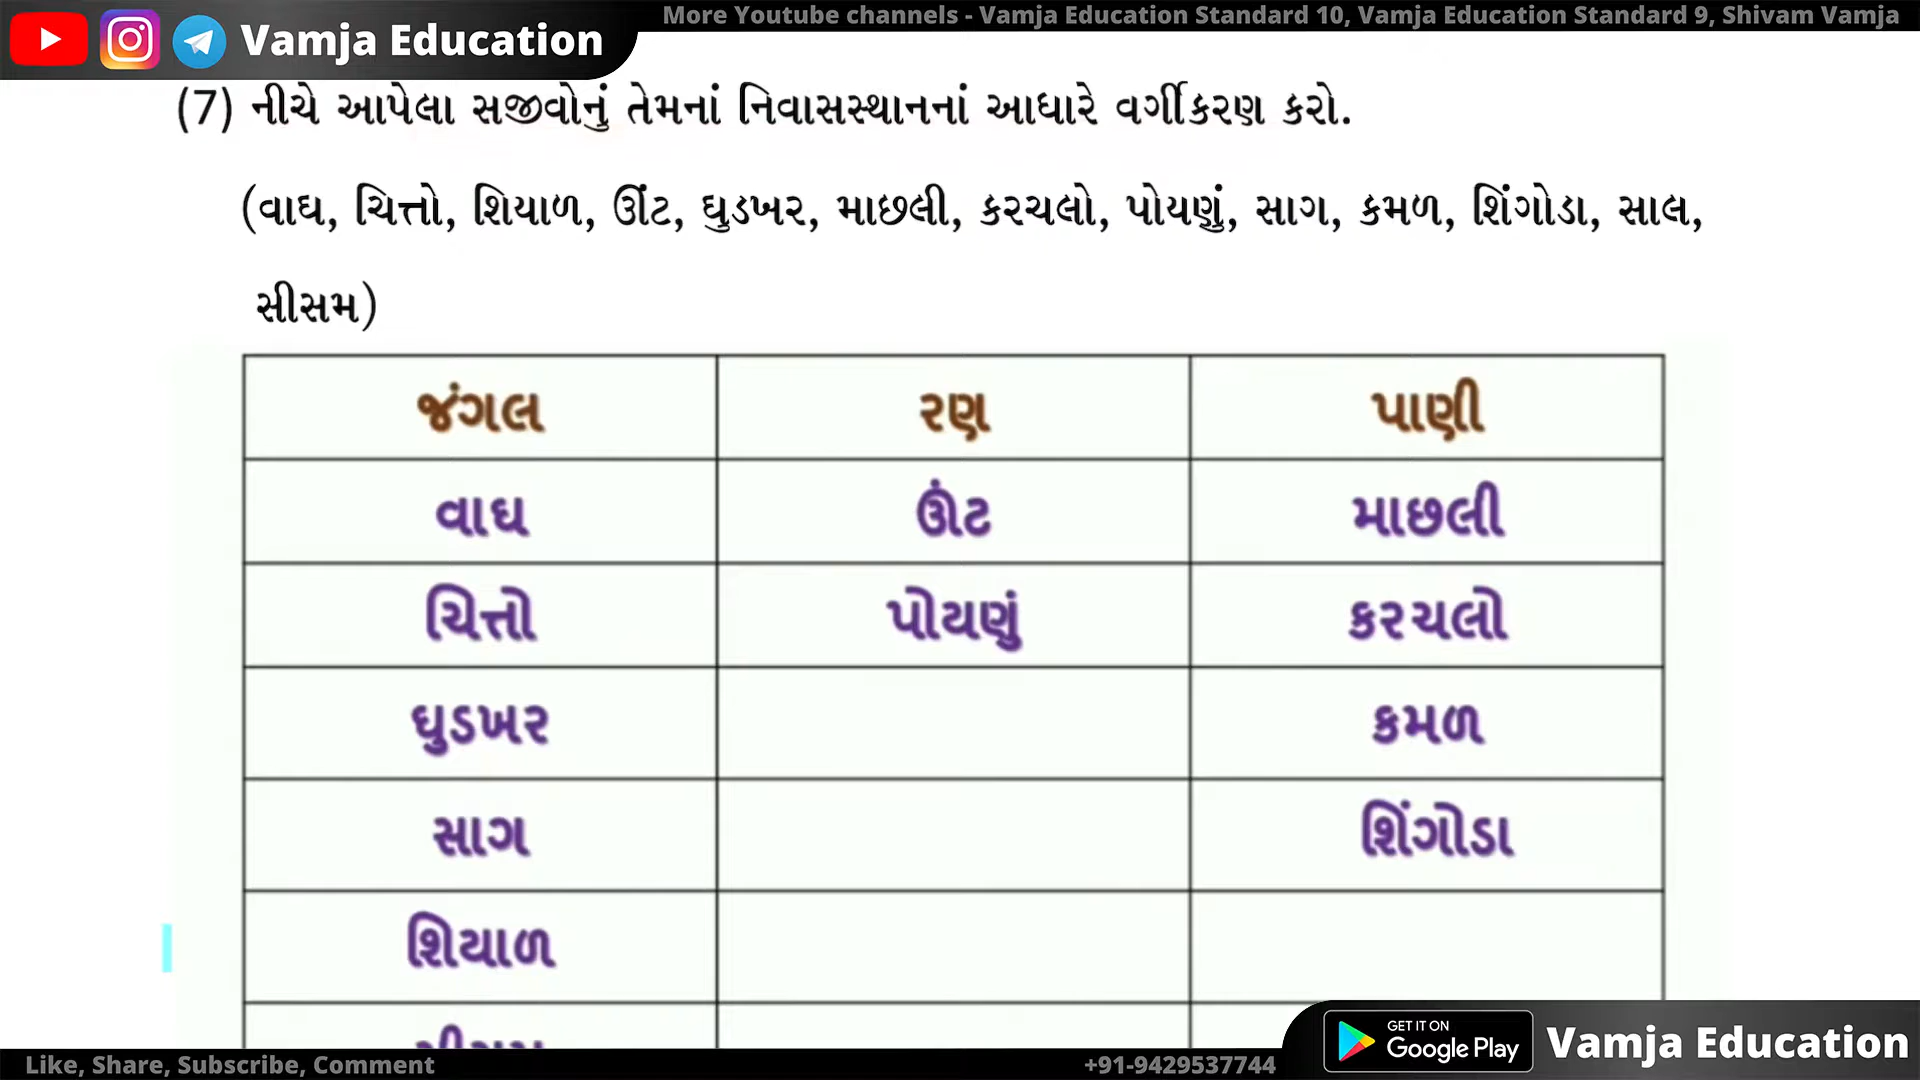 More Youtube channels - Vamja Education Standard 10, Vamja Education Standard 9, Shivam Vamja
Vamja Education
(7) નીચે આપેલા સજીવોનું તેમનાં નિવાસસ્થાનનાં આધારે વર્ગીકરણ કરો.
(વાઘ, ચિત્તો, શિયાળ, ઊંટ, ઘુડખર, માછલી, કરચલો, પોયણું, સાગ, કમળ, શિંગોડા, સાલ,
સીસમ)
જંગલ રણ પાણી
વાઘ ઊંટ માછલી
ચિત્તો પોયણું કરચલો
ઘુડખર કમળ
સાગ શિંગોડા
શિયાળ
GET IT ON
Google Play
Vamja Education
Like, Share, Subscribe, Comment
+91-9429537744